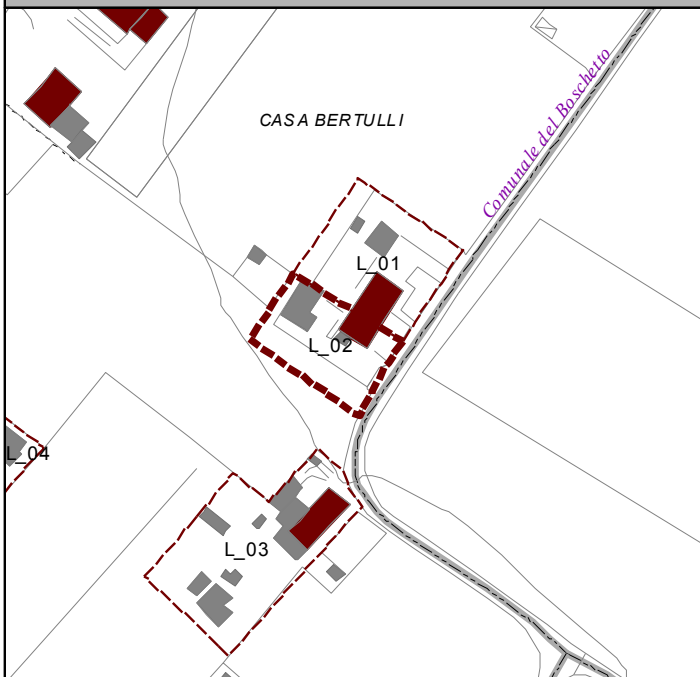 CASA BERTULLI
Comunale del Boschetto
L_01
L_02
L_04
L_03